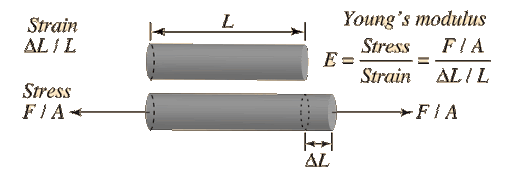 Strain
ΔL / L
L
Young's modulus
E = Stress / Strain = F / A / ΔL / L
Stress
F / A
F / A
ΔL